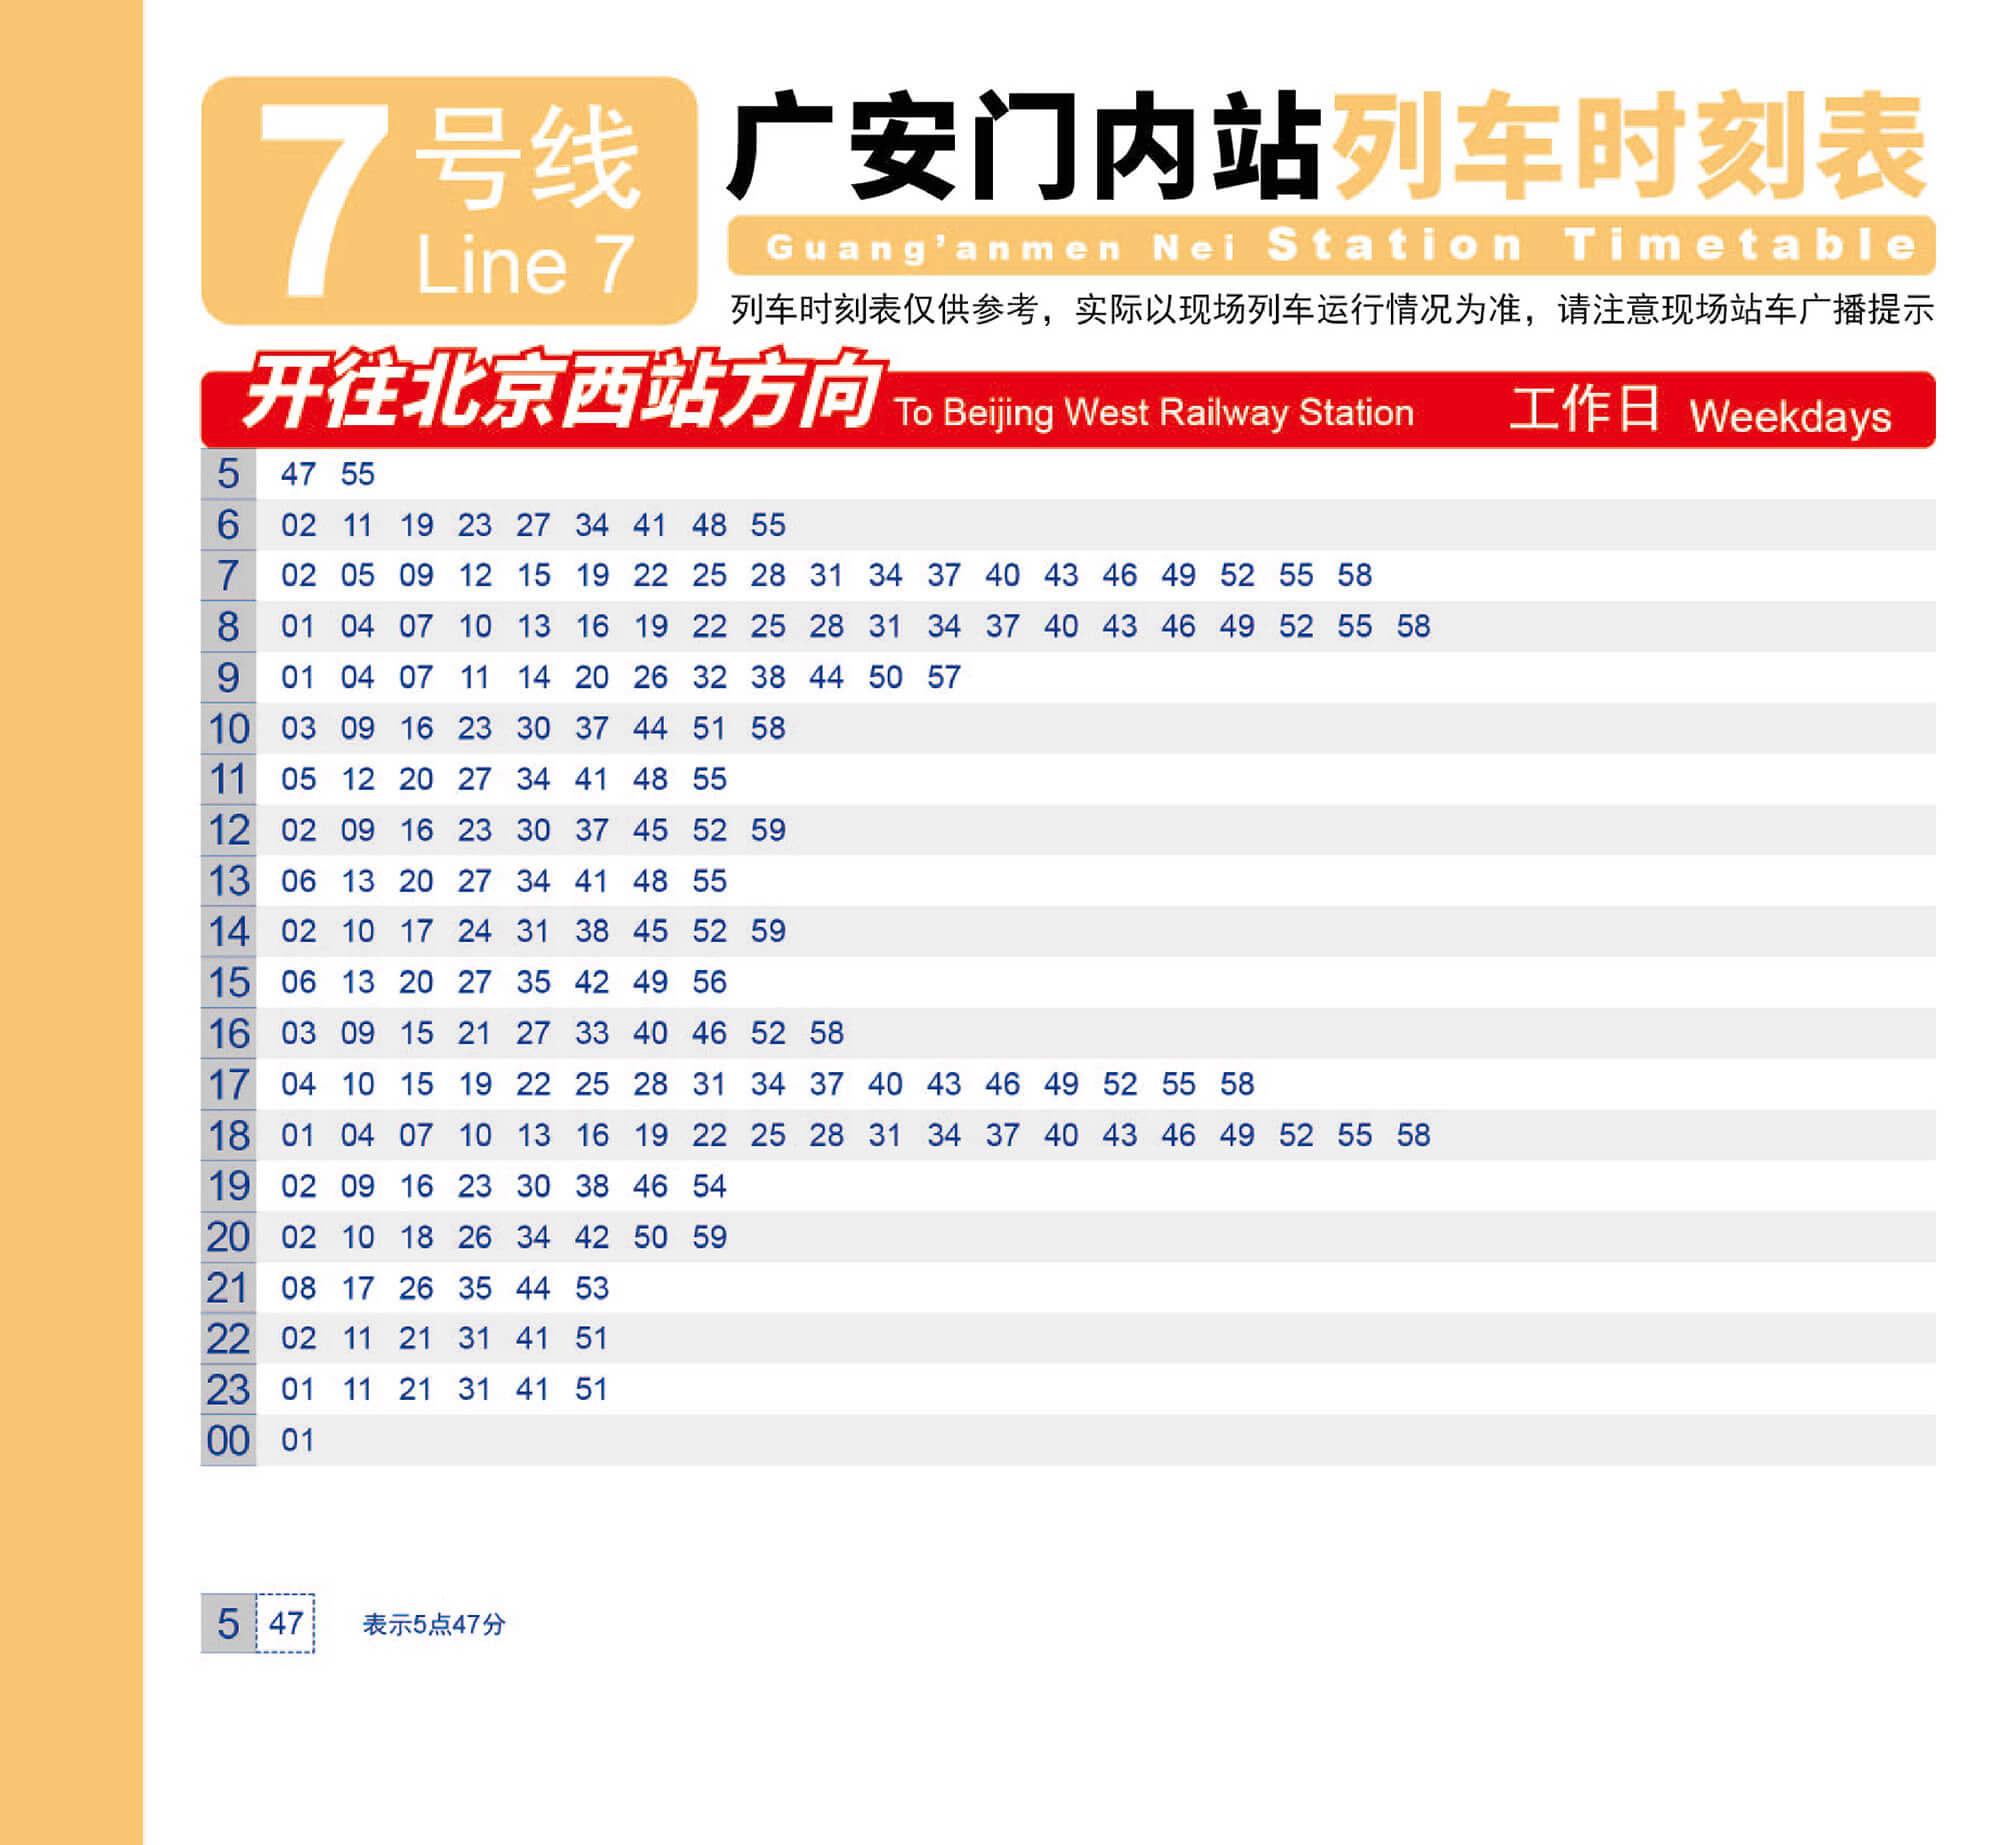 7号线
Line 7
广安门内站列车时刻表
Guang’anmen Nei Station Timetable
列车时刻表仅供参考，实际以现场列车运行情况为准，请注意现场站车广播提示
开往北京西站方向 To Beijing West Railway Station 工作日 Weekdays
5 47 55
6 02 11 19 23 27 34 41 48 55
7 02 05 09 12 15 19 22 25 28 31 34 37 40 43 46 49 52 55 58
8 01 04 07 10 13 16 19 22 25 28 31 34 37 40 43 46 49 52 55 58
9 01 04 07 11 14 20 26 32 38 44 50 57
10 03 09 16 23 30 37 44 51 58
11 05 12 20 27 34 41 48 55
12 02 09 16 23 30 37 45 52 59
13 06 13 20 27 34 41 48 55
14 02 10 17 24 31 38 45 52 59
15 06 13 20 27 35 42 49 56
16 03 09 15 21 27 33 40 46 52 58
17 04 10 15 19 22 25 28 31 34 37 40 43 46 49 52 55 58
18 01 04 07 10 13 16 19 22 25 28 31 34 37 40 43 46 49 52 55 58
19 02 09 16 23 30 38 46 54
20 02 10 18 26 34 42 50 59
21 08 17 26 35 44 53
22 02 11 21 31 41 51
23 01 11 21 31 41 51
00 01
5 47 表示5点47分